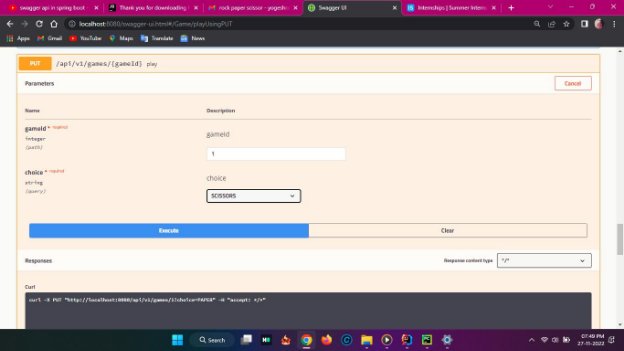 swagger api in spring boot
Thank you for downloading
rock paper scissor - yogesh
Swagger UI
Internships | Summer Intern
localhost:8080/swagger-ui.html#/Game/playUsingPUT
Apps
Gmail
YouTube
Maps
Translate
News
PUT /api/v1/games/{gameId} play
Parameters
Cancel
Name Description
gameId * required
gameId
integer
(path)
1
choice * required
choice
string
(query)
SCISSORS
Execute
Clear
Responses
Response content type
*/*
Curl
curl -X PUT "http://localhost:8080/api/v1/games/1?choice=PAPER" -H "accept: */*"
Search
07:49 PM
27-11-2022